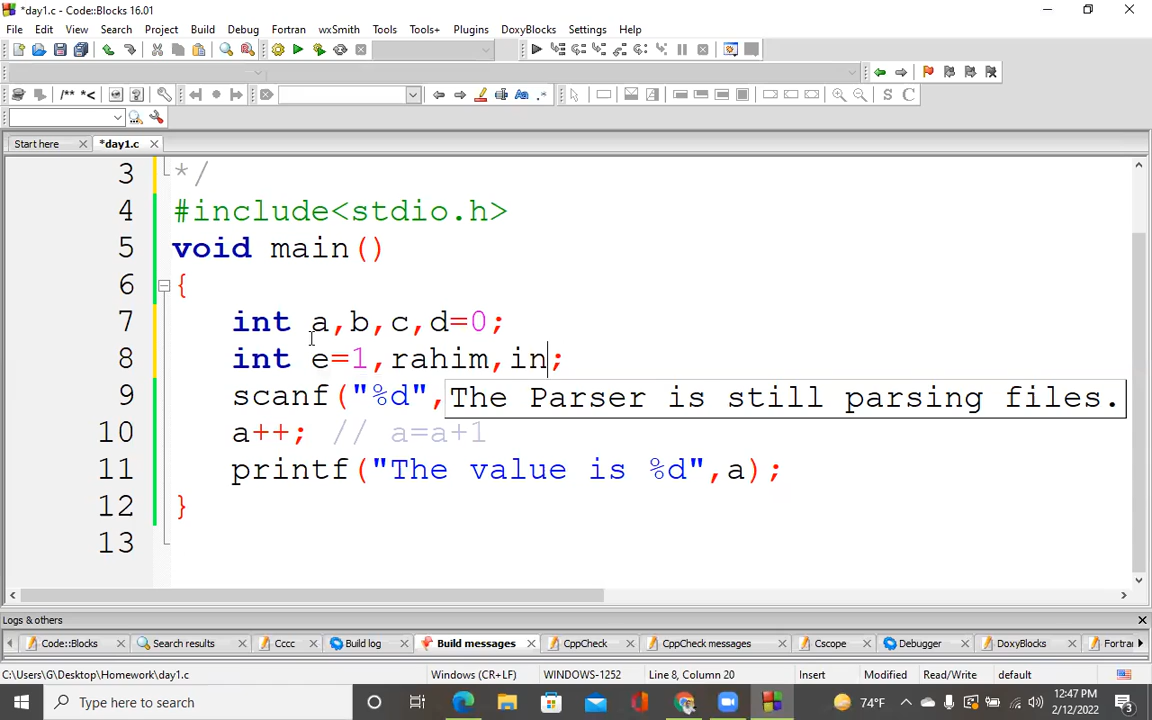 *day1.c - Code::Blocks 16.01
File Edit View Search Project Build Debug Fortran wxSmith Tools Tools+ Plugins DoxyBlocks Settings Help
/** *<
Aa .*
S C
Start here *day1.c
3 */
4 #include<stdio.h>
5 void main()
6 {
7 int a,b,c,d=0;
8 int e=1,rahim,in;
9 scanf("%d",
The Parser is still parsing files.
10 a++; // a=a+1
11 printf("The value is %d",a);
12 }
13
Logs & others
Code::Blocks Search results Cccc Build log Build messages CppCheck CppCheck messages Cscope Debugger DoxyBlocks Fortra
C:\Users\G\Desktop\Homework\day1.c Windows (CR+LF) WINDOWS-1252 Line 8, Column 20 Insert Modified Read/Write default
Type here to search 74°F 12:47 PM
2/12/2022
3